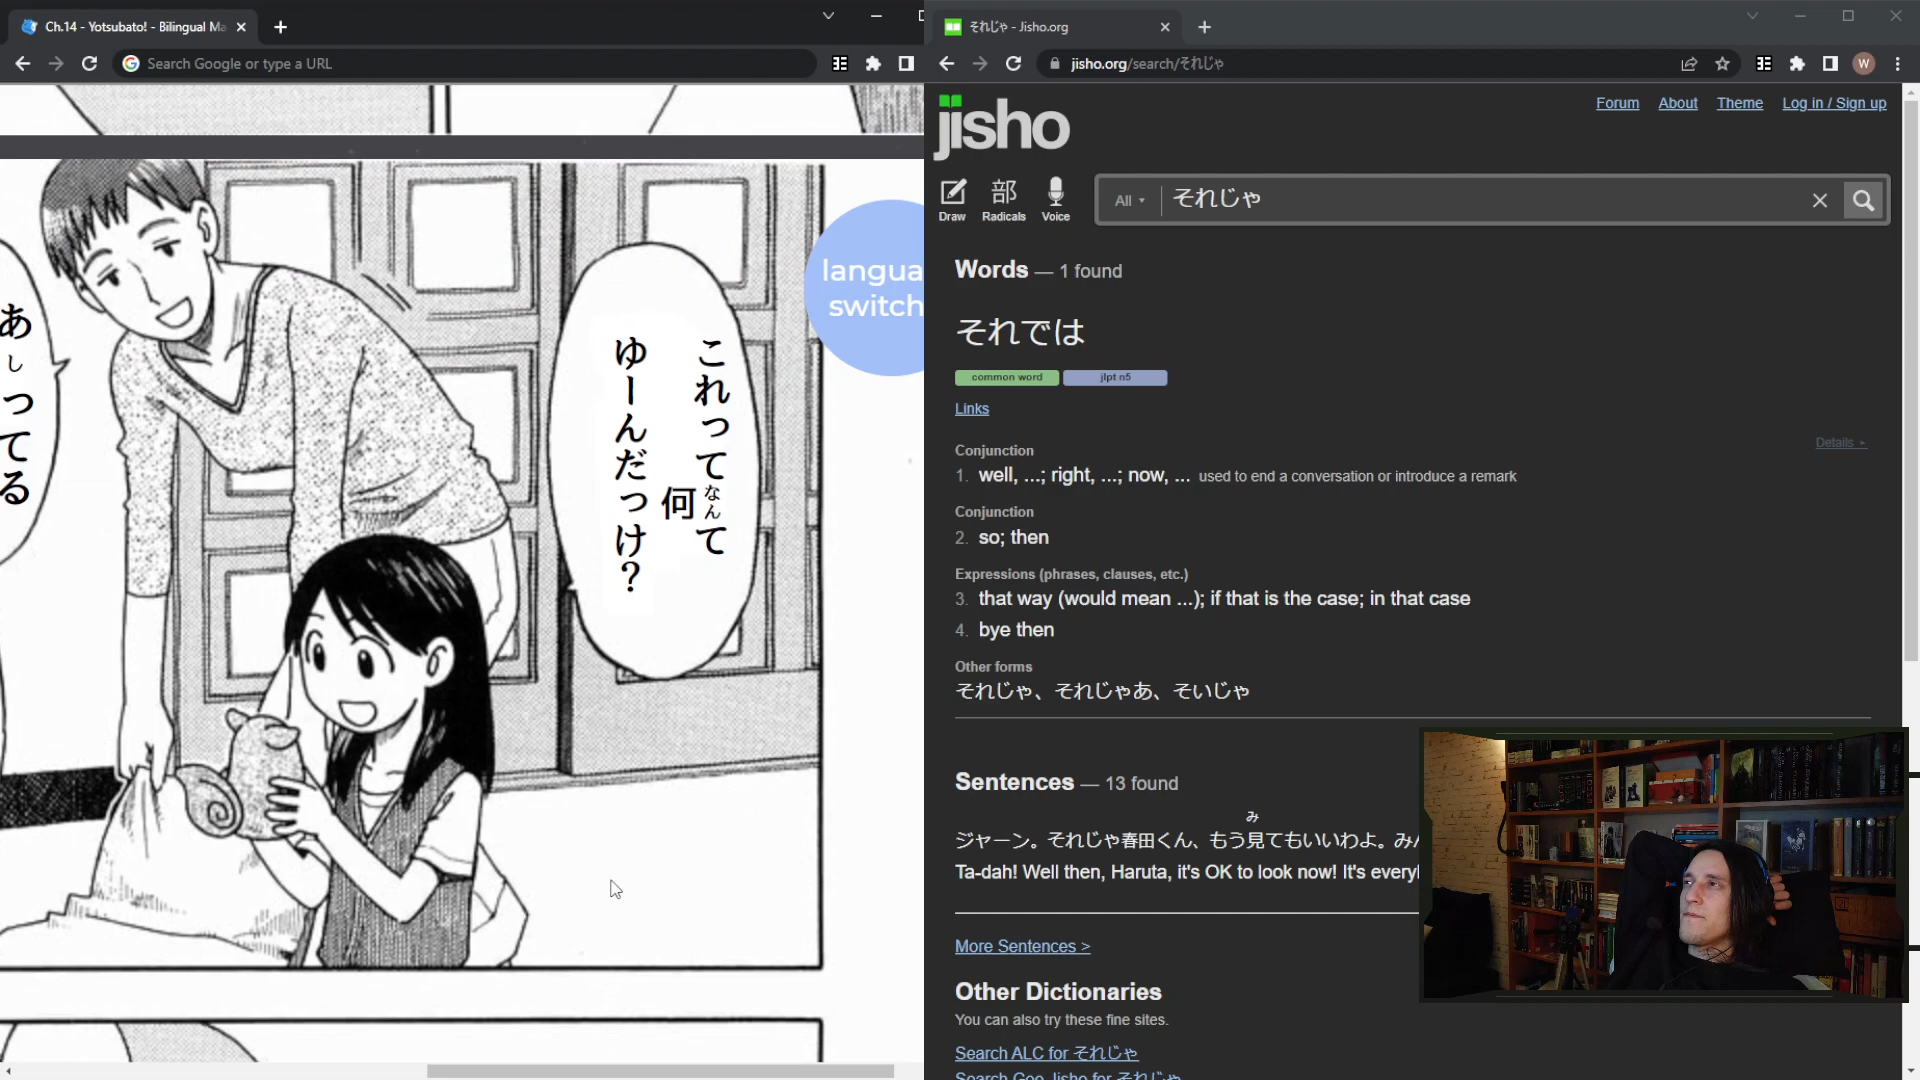 Ch.14 - Yotsubato! - Bilingual Ma
Search Google or type a URL
あってる
し
これってて
なん
何
ゆーんだっけ？
langua
switch
それじゃ - Jisho.org
jisho.org/search/それじゃ
W
Forum
About
Theme
Log in / Sign up
jisho
Draw
部
Radicals
Voice
All
それじゃ
Words — 1 found
それでは
common word
jlpt n5
Links
Details
Conjunction
1. well, ...; right, ...; now, ... used to end a conversation or introduce a remark
Conjunction
2. so; then
Expressions (phrases, clauses, etc.)
3. that way (would mean ...); if that is the case; in that case
4. bye then
Other forms
それじゃ、それじゃあ、そいじゃ
Sentences — 13 found
み
ジャーン。それじゃ春田くん、もう見てもいいわよ。み
Ta-dah! Well then, Haruta, it's OK to look now! It's every
More Sentences >
Other Dictionaries
You can also try these fine sites.
Search ALC for それじゃ
Search Goo Jisho for それじゃ